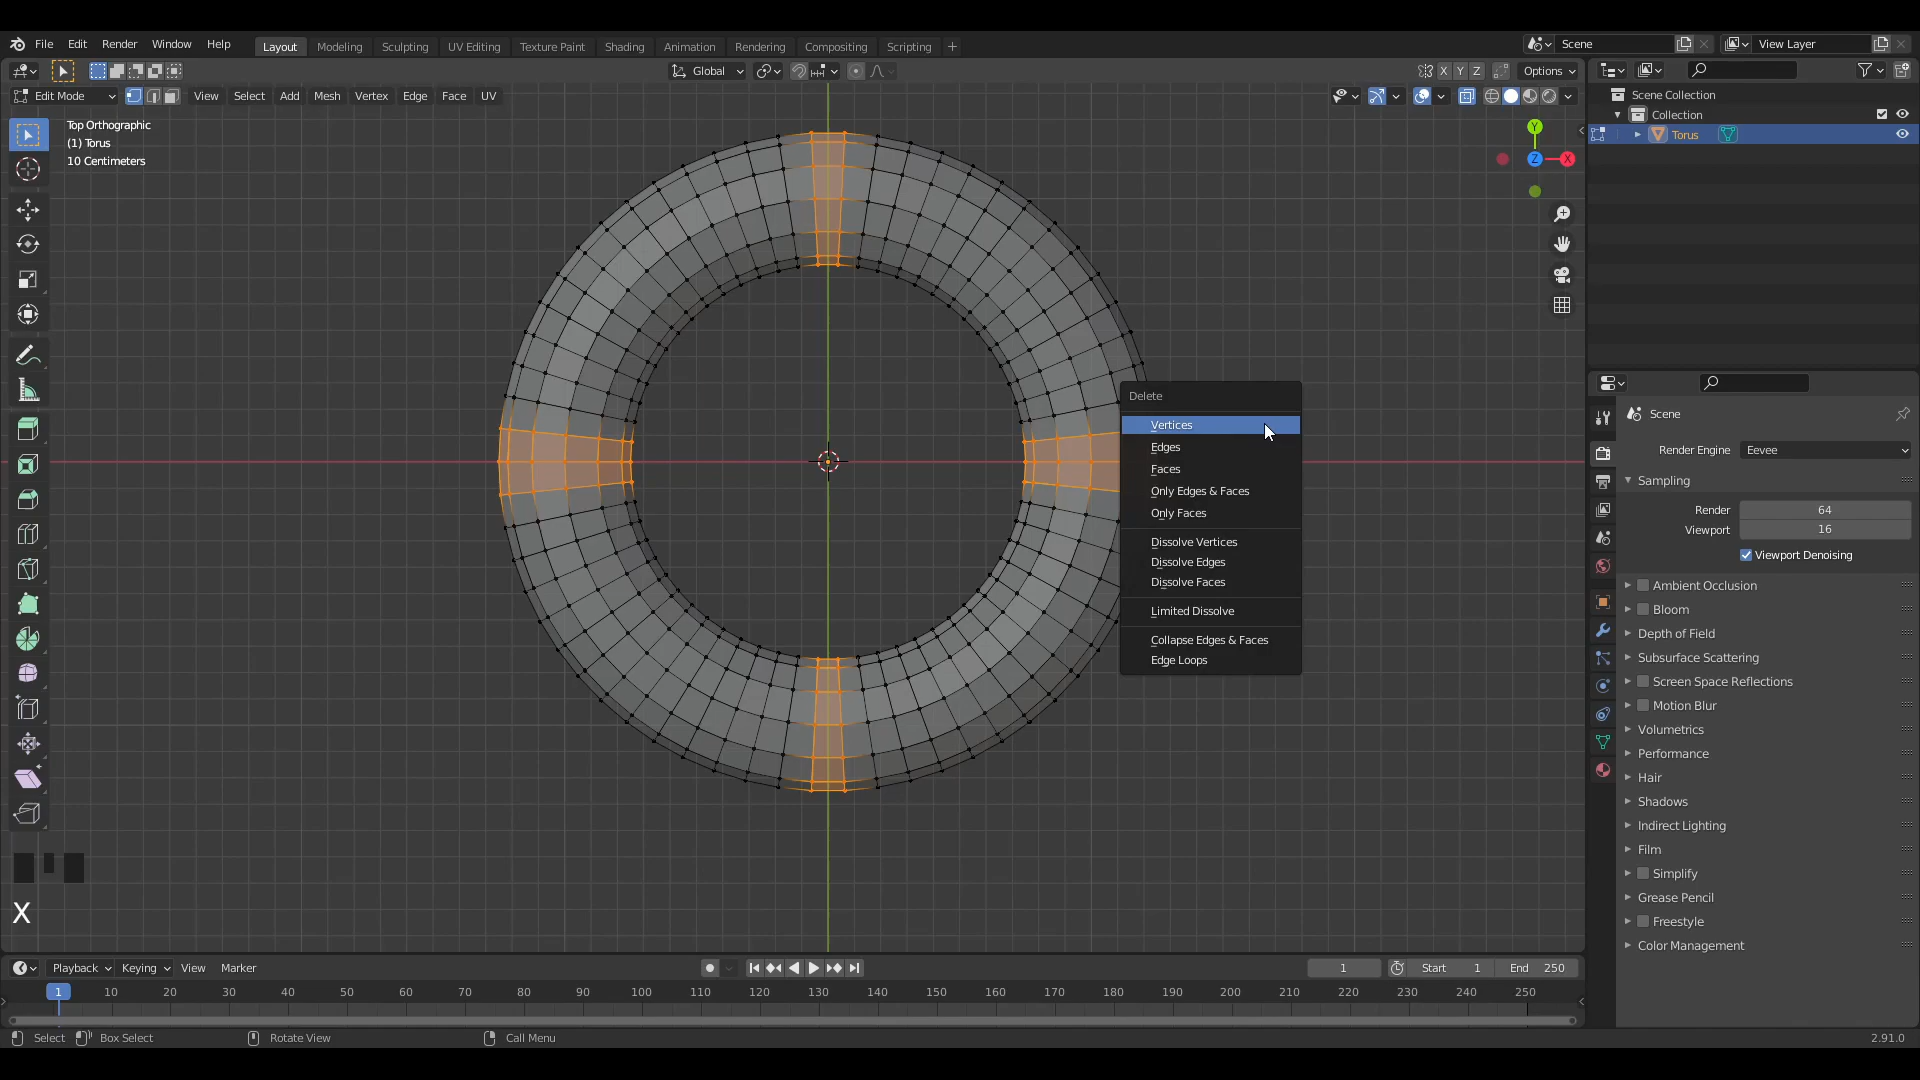 File Edit Render Window Help Layout Modeling Sculpting UV Editing Texture Paint Shading Animation Rendering Compositing Scripting + Scene View Layer
Global X Y Z Options
Edit Mode View Select Add Mesh Vertex Edge Face UV
Top Orthographic
(1) Torus
10 Centimeters
Y
Z
X
Scene Collection
Collection
Torus
Delete
Vertices
Edges
Faces
Only Edges & Faces
Only Faces
Dissolve Vertices
Dissolve Edges
Dissolve Faces
Limited Dissolve
Collapse Edges & Faces
Edge Loops
Scene
Render Engine Eevee
Sampling
Render 64
Viewport 16
Viewport Denoising
Ambient Occlusion
Bloom
Depth of Field
Subsurface Scattering
Screen Space Reflections
Motion Blur
Volumetrics
Performance
Hair
Shadows
Indirect Lighting
Film
Simplify
Grease Pencil
Freestyle
Color Management
X
Playback Keying View Marker 1 Start 1 End 250
1 10 20 30 40 50 60 70 80 90 100 110 120 130 140 150 160 170 180 190 200 210 220 230 240 250
Select Box Select Rotate View Call Menu 2.91.0